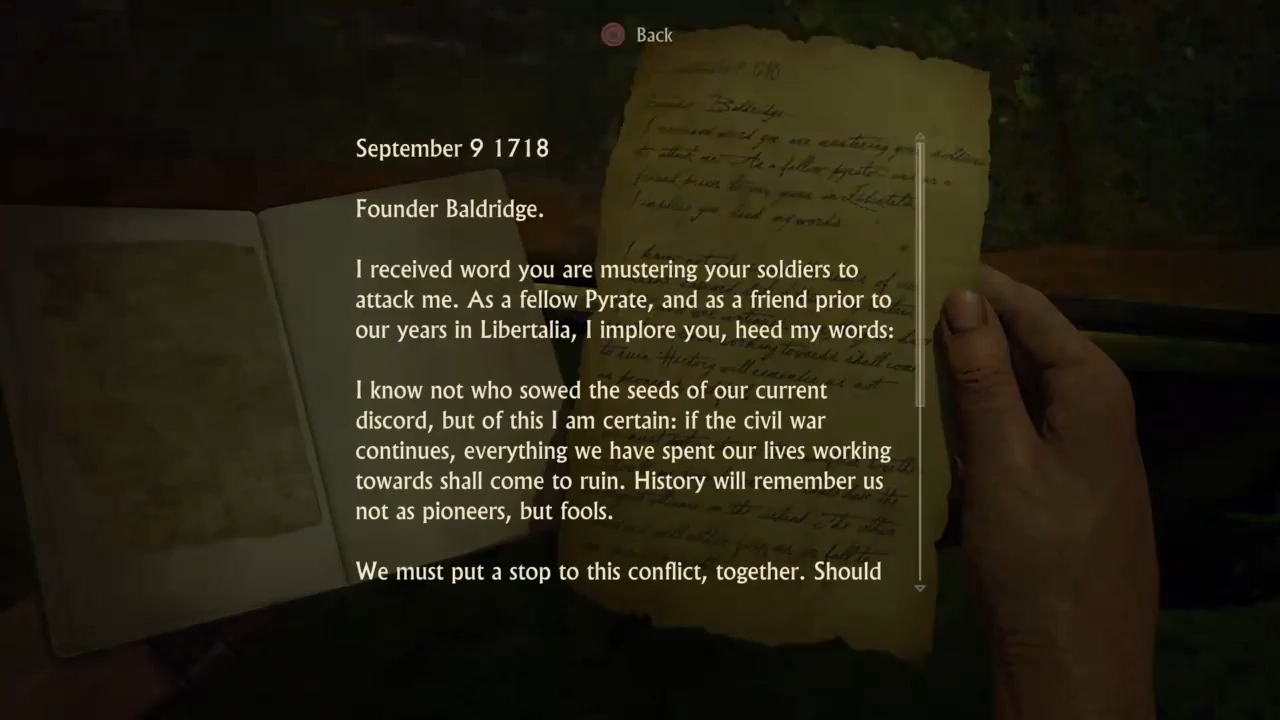 Back
September 9 1718
Founder Baldridge.
I received word you are mustering your soldiers to
attack me. As a fellow Pyrate, and as a friend prior to
our years in Libertalia, I implore you, heed my words:
I know not who sowed the seeds of our current
discord, but of this I am certain: if the civil war
continues, everything we have spent our lives working
towards shall come to ruin. History will remember us
not as pioneers, but fools.
We must put a stop to this conflict, together. Should